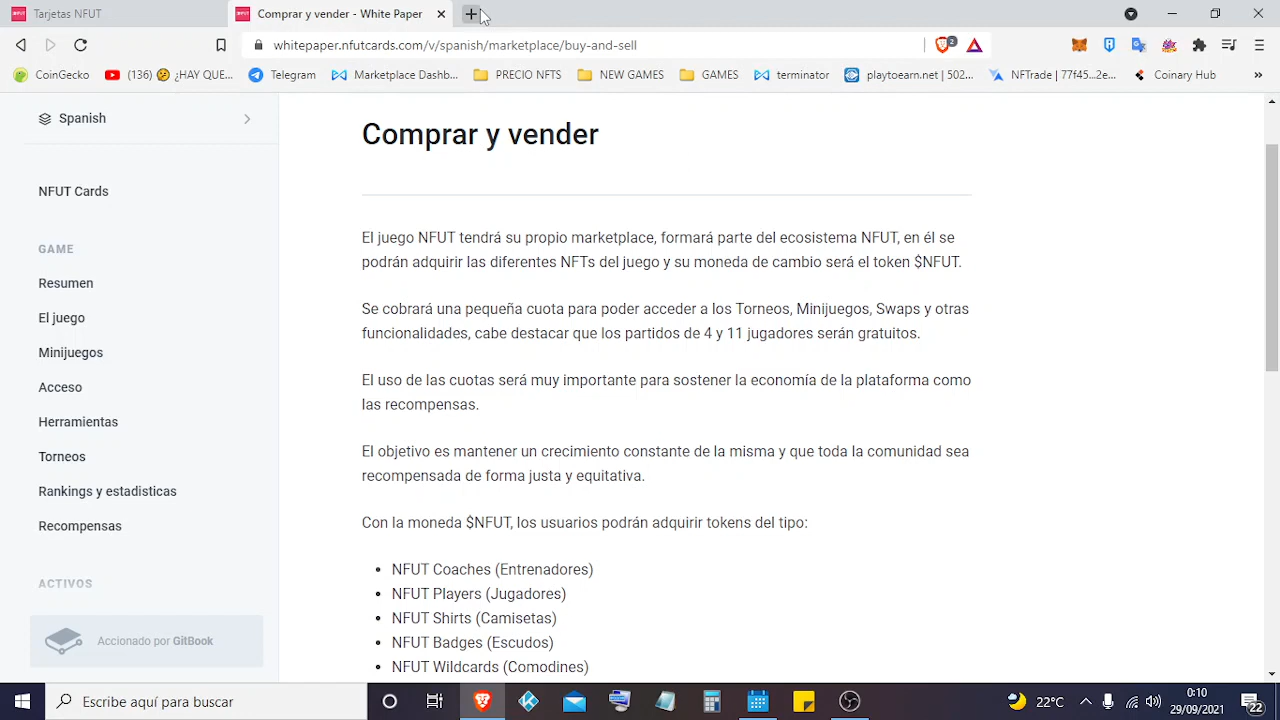 Tarjetas NFUT
Comprar y vender - White Paper
whitepaper.nfutcards.com/v/spanish/marketplace/buy-and-sell
2
CoinGecko
(136) 🤔 ¿HAY QUE...
Telegram
Marketplace Dashb...
PRECIO NFTS
NEW GAMES
GAMES
terminator
playtoearn.net | 502...
NFTrade | 77f45...2e...
Coinary Hub
»
Spanish
NFUT Cards
GAME
Resumen
El juego
Minijuegos
Acceso
Herramientas
Torneos
Rankings y estadisticas
Recompensas
ACTIVOS
Accionado por GitBook
Comprar y vender
El juego NFUT tendrá su propio marketplace, formará parte del ecosistema NFUT, en él se
podrán adquirir las diferentes NFTs del juego y su moneda de cambio será el token $NFUT.
Se cobrará una pequeña cuota para poder acceder a los Torneos, Minijuegos, Swaps y otras
funcionalidades, cabe destacar que los partidos de 4 y 11 jugadores serán gratuitos.
El uso de las cuotas será muy importante para sostener la economía de la plataforma como
las recompensas.
El objetivo es mantener un crecimiento constante de la misma y que toda la comunidad sea
recompensada de forma justa y equitativa.
Con la moneda $NFUT, los usuarios podrán adquirir tokens del tipo:
• NFUT Coaches (Entrenadores)
• NFUT Players (Jugadores)
• NFUT Shirts (Camisetas)
• NFUT Badges (Escudos)
• NFUT Wildcards (Comodines)
Escribe aquí para buscar
22°C
0:10
29/09/2021
22